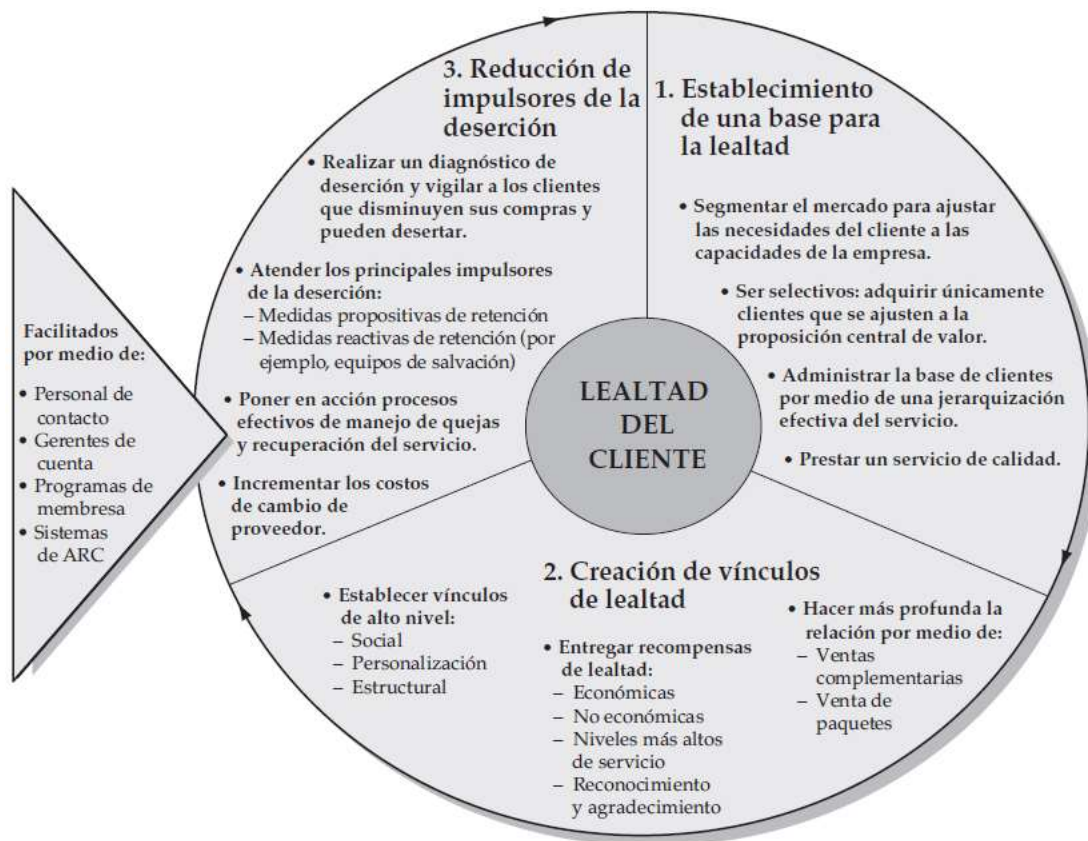 3. Reducción de
impulsores de la
deserción
• Realizar un diagnóstico de
deserción y vigilar a los clientes
que disminuyen sus compras y
pueden desertar.
• Atender los principales impulsores
de la deserción:
– Medidas propositivas de retención
– Medidas reactivas de retención (por
ejemplo, equipos de salvación)
• Poner en acción procesos
efectivos de manejo de quejas
y recuperación del servicio.
• Incrementar los costos
de cambio de
proveedor.
1. Establecimiento
de una base para
la lealtad
• Segmentar el mercado para ajustar
las necesidades del cliente a las
capacidades de la empresa.
• Ser selectivos: adquirir únicamente
clientes que se ajusten a la
proposición central de valor.
• Administrar la base de clientes
por medio de una jerarquización
efectiva del servicio.
• Prestar un servicio de calidad.
Facilitados
por medio de:
• Personal de
contacto
• Gerentes de
cuenta
• Programas de
membresa
• Sistemas
de ARC
LEALTAD
DEL
CLIENTE
2. Creación de vínculos
de lealtad
• Establecer vínculos
de alto nivel:
– Social
– Personalización
– Estructural
• Entregar recompensas
de lealtad:
– Económicas
– No económicas
– Niveles más altos
de servicio
– Reconocimiento
y agradecimiento
• Hacer más profunda la
relación por medio de:
– Ventas
complementarias
– Venta de
paquetes